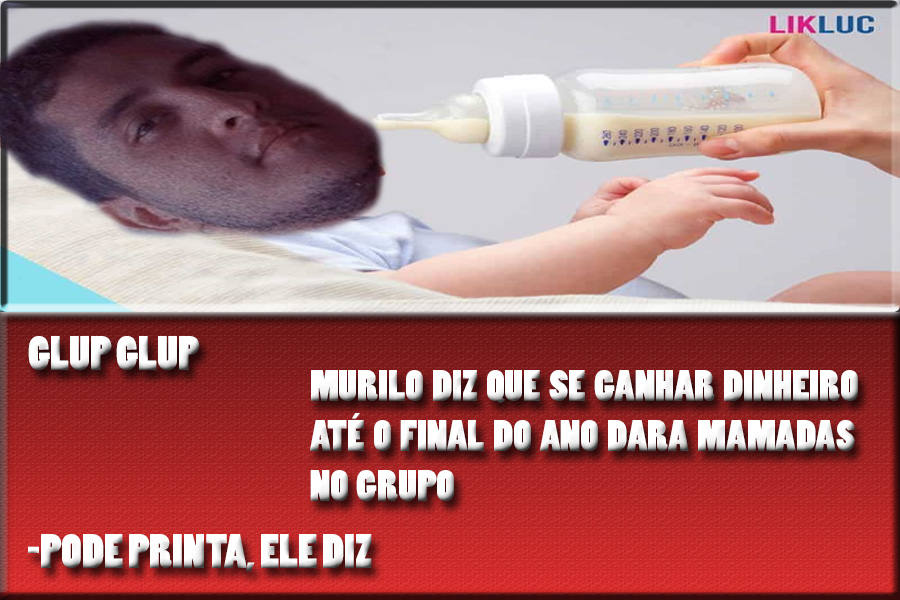 LIKLUC
GLUP GLUP
MURILO DIZ QUE SE GANHAR DINHEIRO
ATÉ O FINAL DO ANO DARA MAMADAS
NO GRUPO
-PODE PRINTA, ELE DIZ